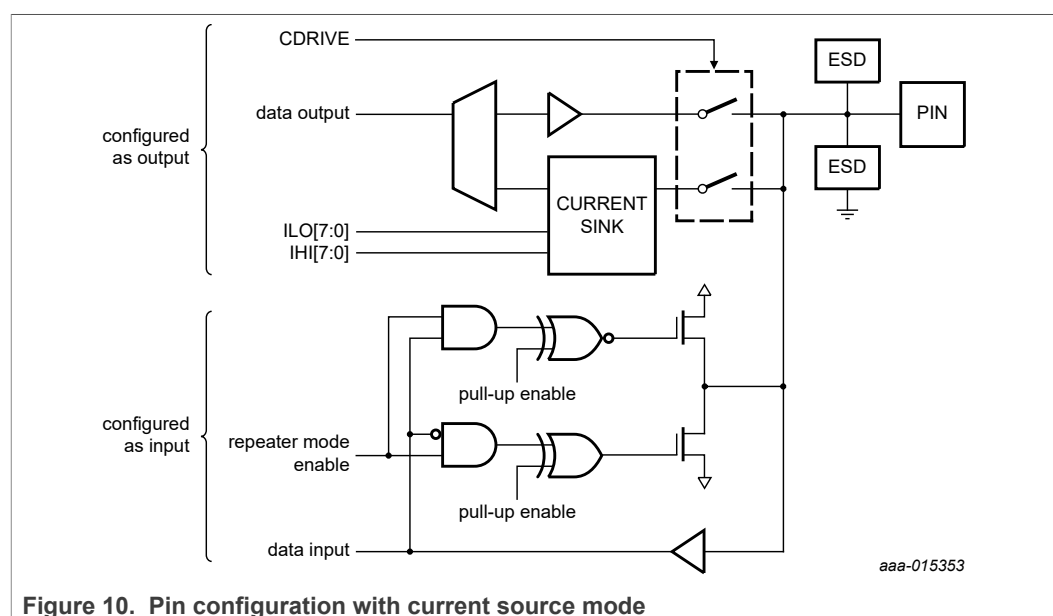 CDRIVE
ESD
data output
PIN
configured
as output
ESD
CURRENT
SINK
ILO[7:0]
IHI[7:0]
pull-up enable
configured
as input
repeater mode
enable
pull-up enable
data input
aaa-015353
Figure 10. Pin configuration with current source mode